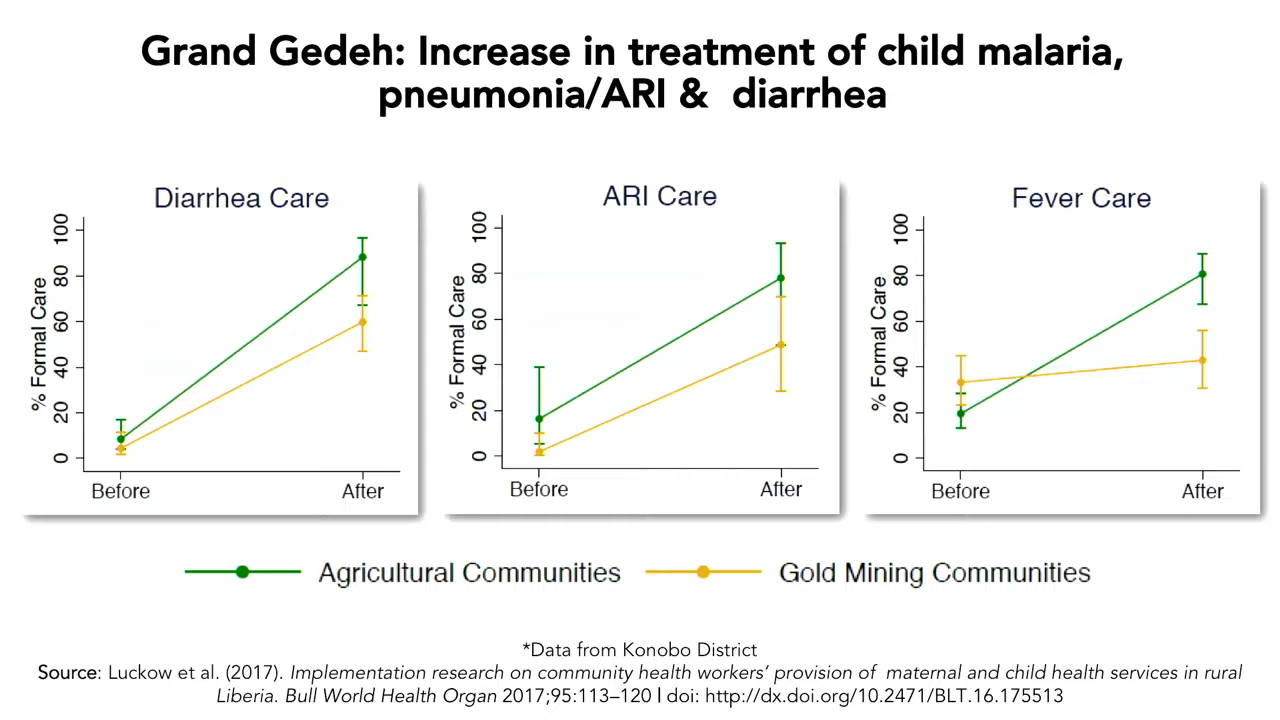 Grand Gedeh: Increase in treatment of child malaria,
pneumonia/ARI & diarrhea
Diarrhea Care
% Formal Care
100
80
60
40
20
0
Before
After
ARI Care
% Formal Care
100
80
60
40
20
0
Before
After
Fever Care
% Formal Care
100
80
60
40
20
0
Before
After
Agricultural Communities
Gold Mining Communities
*Data from Konobo District
Source: Luckow et al. (2017). Implementation research on community health workers’ provision of maternal and child health services in rural
Liberia. Bull World Health Organ 2017;95:113–120 | doi: http://dx.doi.org/10.2471/BLT.16.175513